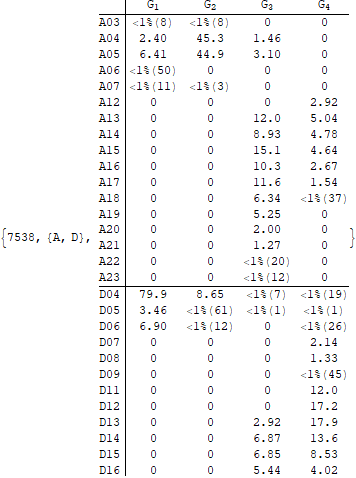 G1 G2 G3 G4
A03 <1%(8) <1%(8) 0 0
A04 2.40 45.3 1.46 0
A05 6.41 44.9 3.10 0
A06 <1%(50) 0 0 0
A07 <1%(11) <1%(3) 0 0
A12 0 0 0 2.92
A13 0 0 12.0 5.04
A14 0 0 8.93 4.78
A15 0 0 15.1 4.64
A16 0 0 10.3 2.67
A17 0 0 11.6 1.54
A18 0 0 6.34 <1%(37)
A19 0 0 5.25 0
A20 0 0 2.00 0
{7538, {A, D}, }
A21 0 0 1.27 0
A22 0 0 <1%(20) 0
A23 0 0 <1%(12) 0
D04 79.9 8.65 <1%(7) <1%(19)
D05 3.46 <1%(61) <1%(1) <1%(1)
D06 6.90 <1%(12) 0 <1%(26)
D07 0 0 0 2.14
D08 0 0 0 1.33
D09 0 0 0 <1%(45)
D11 0 0 0 12.0
D12 0 0 0 17.2
D13 0 0 2.92 17.9
D14 0 0 6.87 13.6
D15 0 0 6.85 8.53
D16 0 0 5.44 4.02